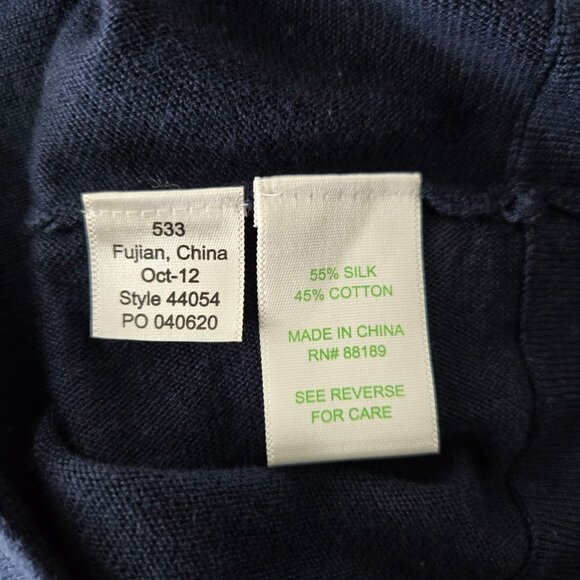 533
Fujian, China
Oct-12
Style 44054
PO 040620
55% SILK
45% COTTON
MADE IN CHINA
RN# 88189
SEE REVERSE
FOR CARE